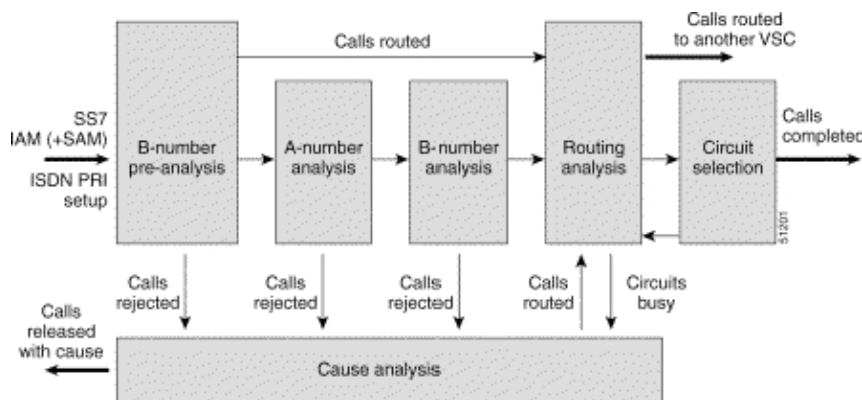 Calls routed
Calls routed
to another VSC
SS7
IAM (+SAM)
ISDN PRI
setup
B-number
pre-analysis
A-number
analysis
B-number
analysis
Routing
analysis
Circuit
selection
Calls
completed
51201
Calls
rejected
Calls
rejected
Calls
rejected
Calls
routed
Circuits
busy
Calls
released
with cause
Cause analysis